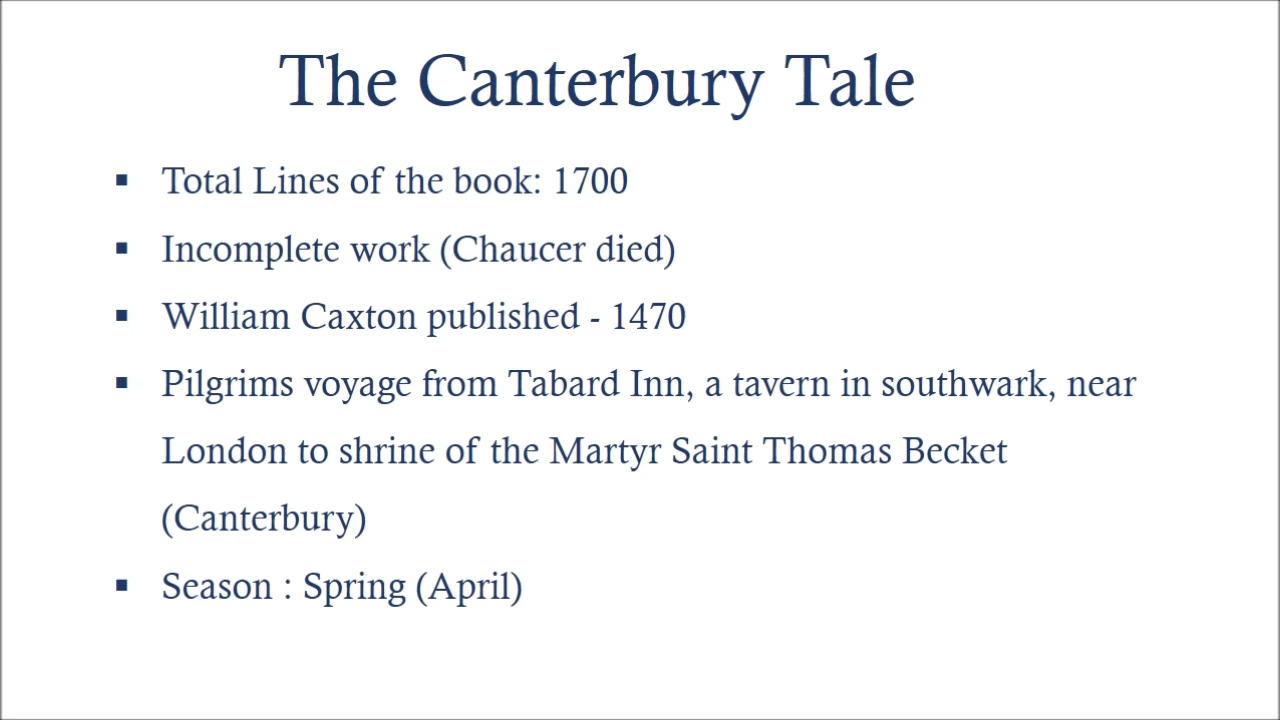 The Canterbury Tale
▪ Total Lines of the book: 1700
▪ Incomplete work (Chaucer died)
▪ William Caxton published - 1470
▪ Pilgrims voyage from Tabard Inn, a tavern in southwark, near
London to shrine of the Martyr Saint Thomas Becket
(Canterbury)
▪ Season : Spring (April)